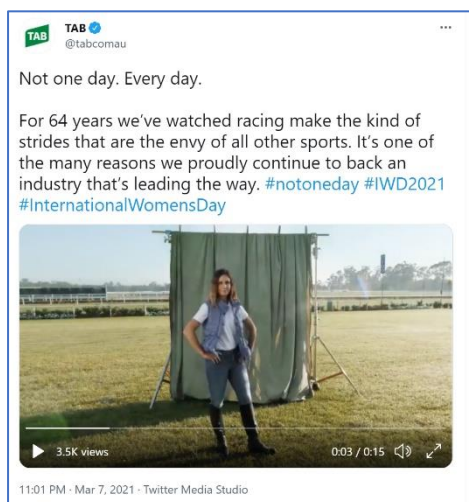 TAB
TAB
@tabcomau
Not one day. Every day.
For 64 years we've watched racing make the kind of
strides that are the envy of all other sports. It's one of
the many reasons we proudly continue to back an
industry that's leading the way. #notoneday #IWD2021
#InternationalWomensDay
3.5K views
0:03 / 0:15
11:01 PM · Mar 7, 2021 · Twitter Media Studio